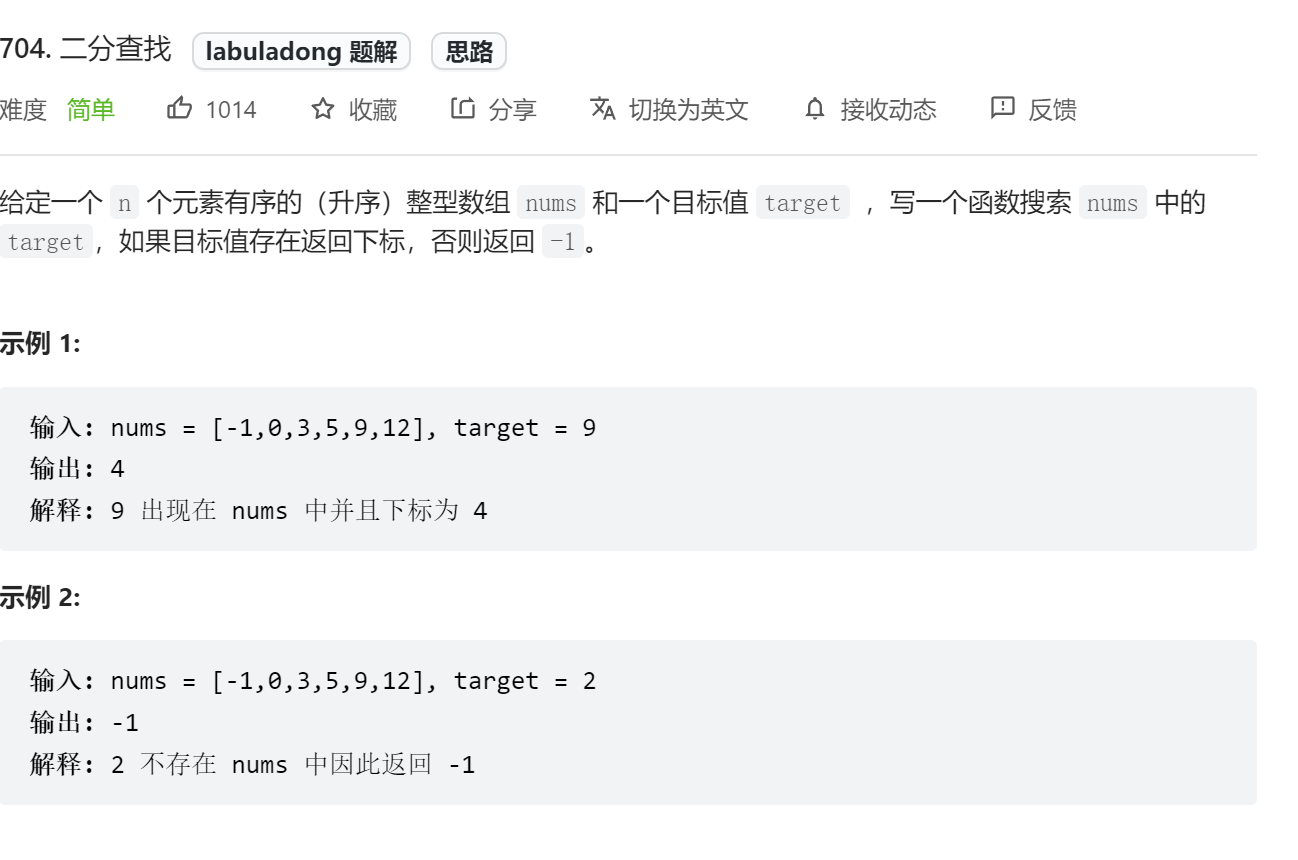 704. 二分查找 labuladong 题解 思路
难度 简单 1014 收藏 分享 切换为英文 接收动态 反馈
给定一个 n 个元素有序的（升序）整型数组 nums 和一个目标值 target ，写一个函数搜索 nums 中的
target，如果目标值存在返回下标，否则返回 -1。
示例 1:
输入: nums = [-1,0,3,5,9,12], target = 9
输出: 4
解释: 9 出现在 nums 中并且下标为 4
示例 2:
输入: nums = [-1,0,3,5,9,12], target = 2
输出: -1
解释: 2 不存在 nums 中因此返回 -1